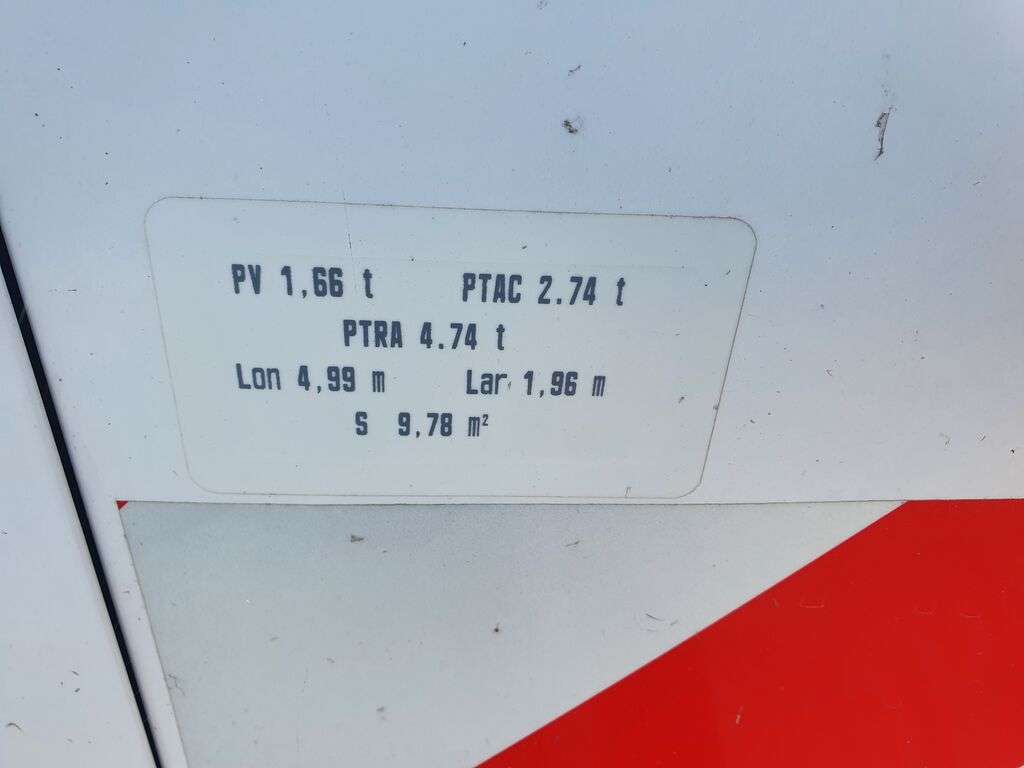 PV 1,66 t PTAC 2.74 t
PTRA 4.74 t
Lon 4,99 m Lar 1,96 m
S 9,78 m²